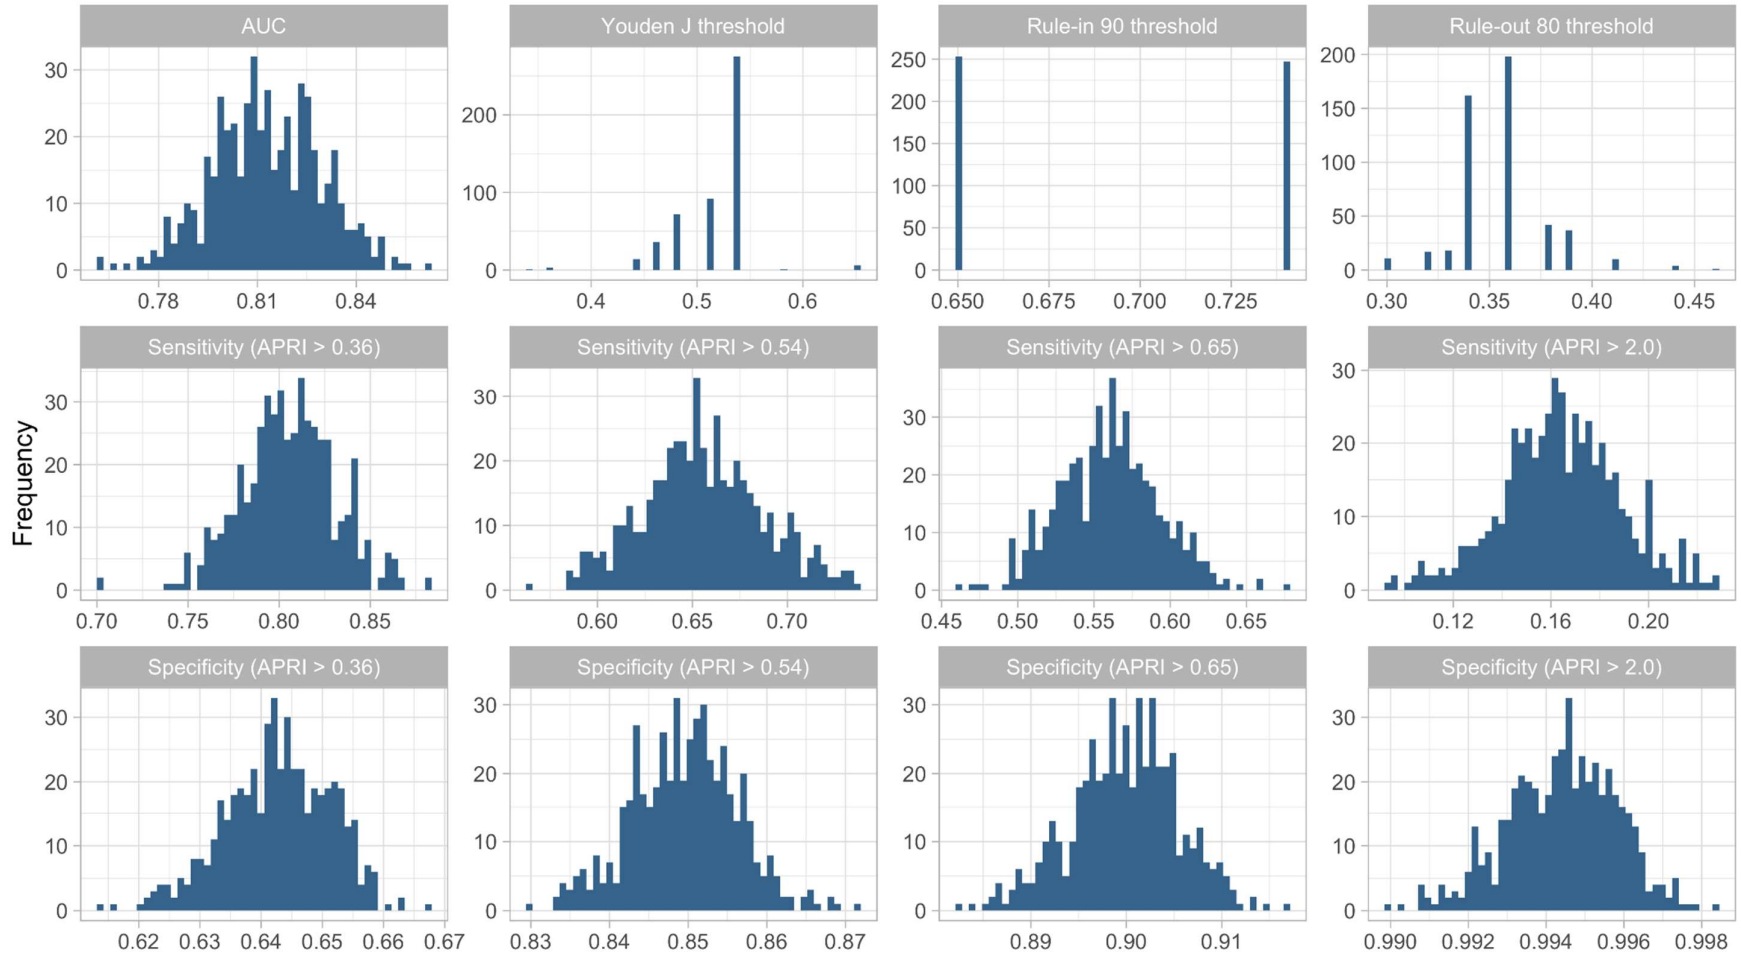 AUC
Youden J threshold
Rule-in 90 threshold
Rule-out 80 threshold
30
20
10
0
0.78 0.81 0.84
200
100
0
0.4 0.5 0.6
250
200
150
100
50
0
0.650 0.675 0.700 0.725
200
150
100
50
0
0.30 0.35 0.40 0.45
Frequency
Sensitivity (APRI > 0.36)
Sensitivity (APRI > 0.54)
Sensitivity (APRI > 0.65)
Sensitivity (APRI > 2.0)
30
20
10
0
0.70 0.75 0.80 0.85
30
20
10
0
0.60 0.65 0.70
30
20
10
0
0.45 0.50 0.55 0.60 0.65
30
20
10
0
0.12 0.16 0.20
Specificity (APRI > 0.36)
Specificity (APRI > 0.54)
Specificity (APRI > 0.65)
Specificity (APRI > 2.0)
30
20
10
0
0.62 0.63 0.64 0.65 0.66 0.67
30
20
10
0
0.83 0.84 0.85 0.86 0.87
30
20
10
0
0.89 0.90 0.91
30
20
10
0
0.990 0.992 0.994 0.996 0.998